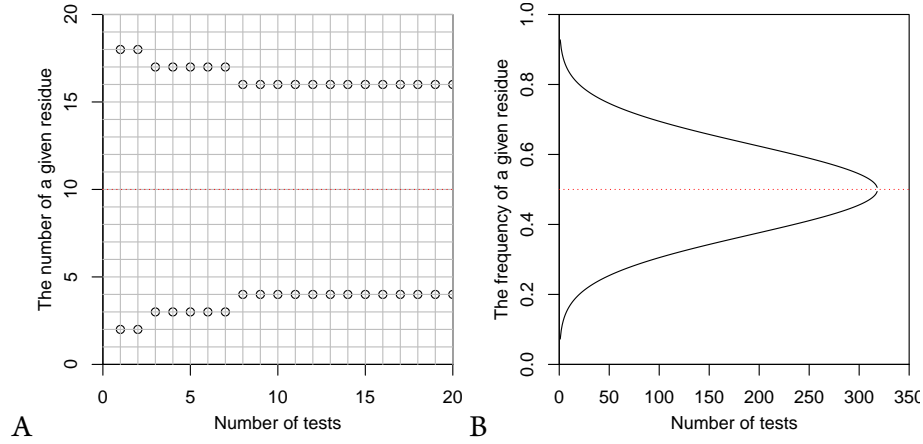 The number of a given residue
20
15
10
5
0
0 5 10 15 20
Number of tests
A
The frequency of a given residue
1.0
0.8
0.6
0.4
0.2
0.0
0 50 100 150 200 250 300 350
Number of tests
B